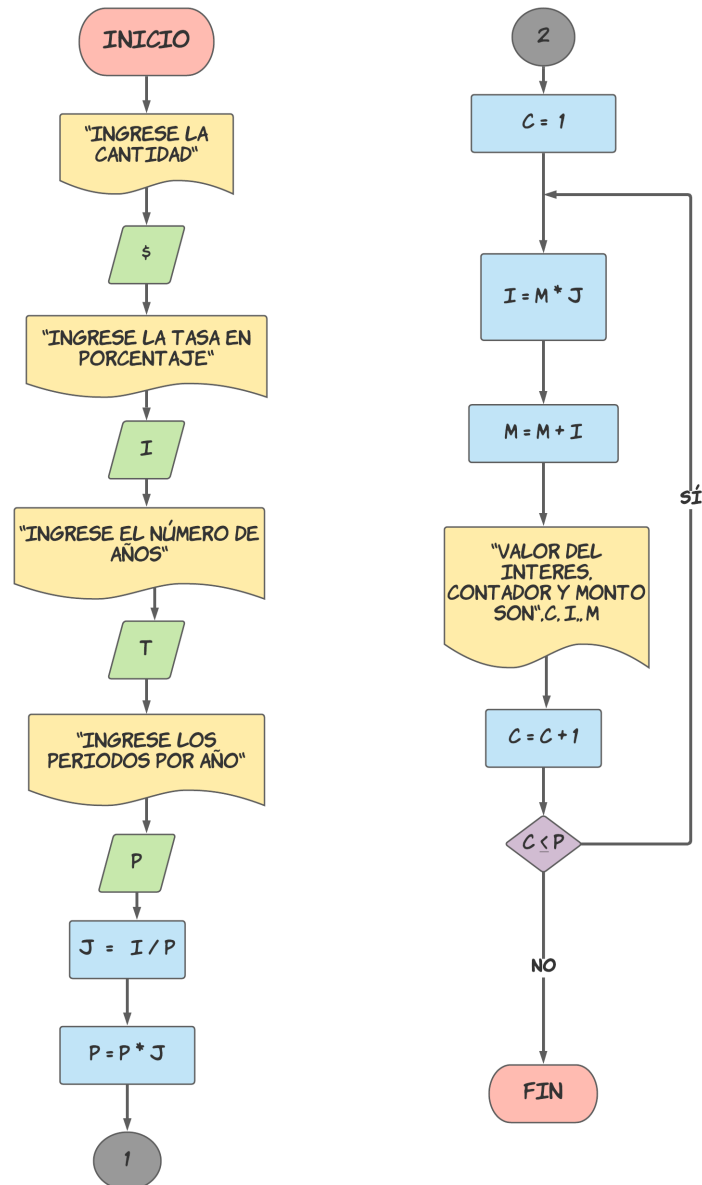 INICIO
"INGRESE LA
CANTIDAD"
$
"INGRESE LA TASA EN
PORCENTAJE"
I
"INGRESE EL NÚMERO DE
AÑOS"
T
"INGRESE LOS
PERIODOS POR AÑO"
P
J = I / P
P = P * J
1
2
C = 1
I = M * J
M = M + I
"VALOR DEL
INTERES,
CONTADOR Y MONTO
SON",C, I,, M
C = C + 1
C ≤ P
SÍ
NO
FIN